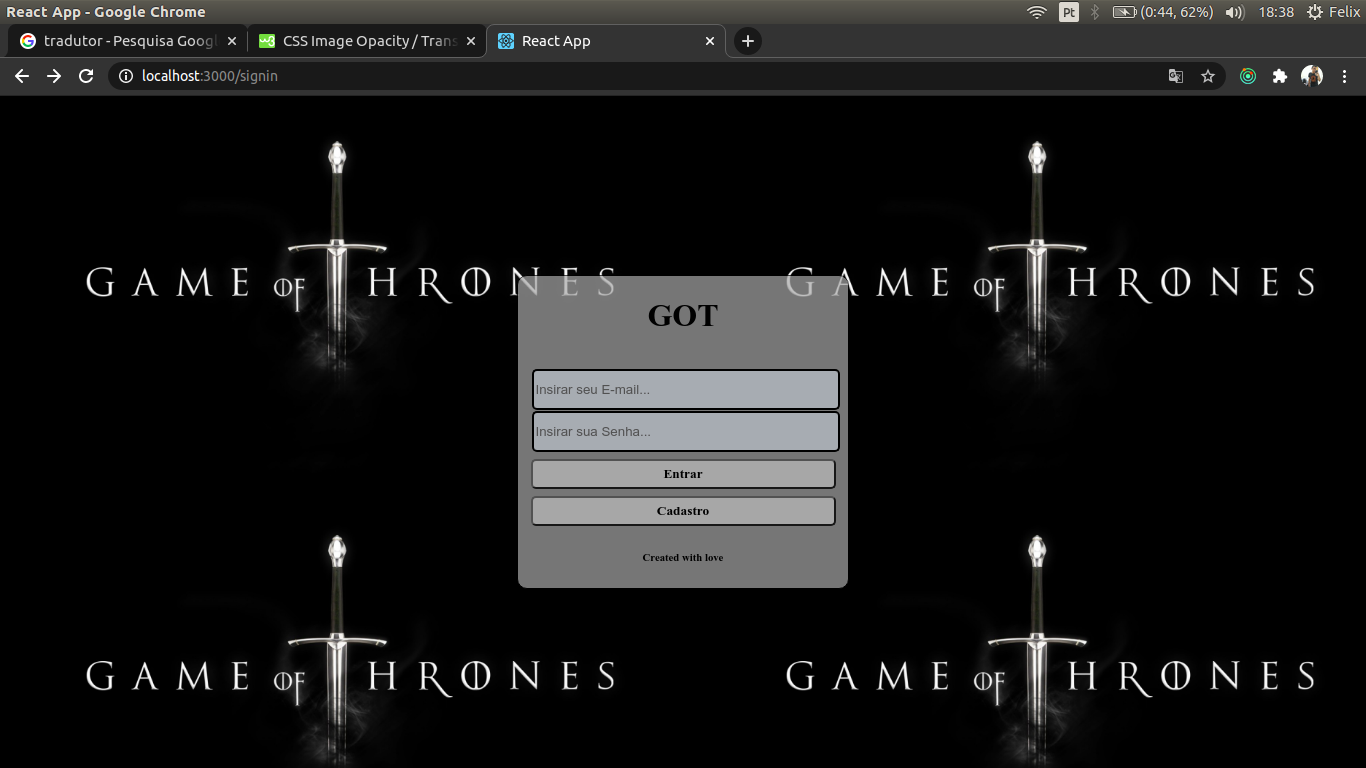 React App - Google Chrome
Pt (0:44, 62%) 18:38 Felix
tradutor - Pesquisa Googl
CSS Image Opacity / Trans
React App
localhost:3000/signin
GAME OF THRONES
GAME OF THRONES
GOT
Insirar seu E-mail...
Insirar sua Senha...
Entrar
Cadastro
Created with love
GAME OF THRONES
GAME OF THRONES